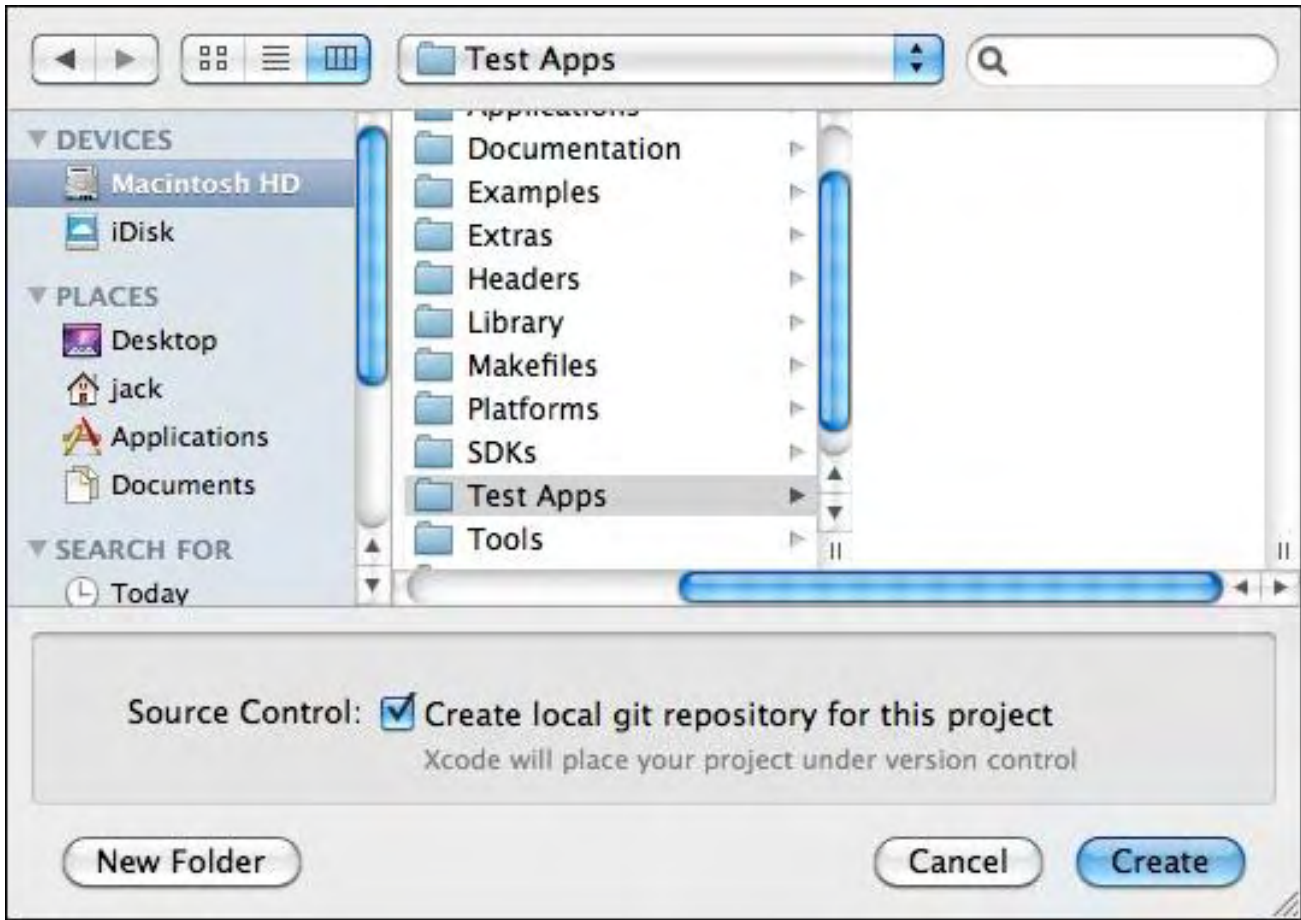 Test Apps
DEVICES
Macintosh HD
iDisk
PLACES
Desktop
jack
Applications
Documents
SEARCH FOR
Today
Applications
Documentation
Examples
Extras
Headers
Library
Makefiles
Platforms
SDKs
Test Apps
Tools
Source Control: Create local git repository for this project
Xcode will place your project under version control
New Folder
Cancel
Create